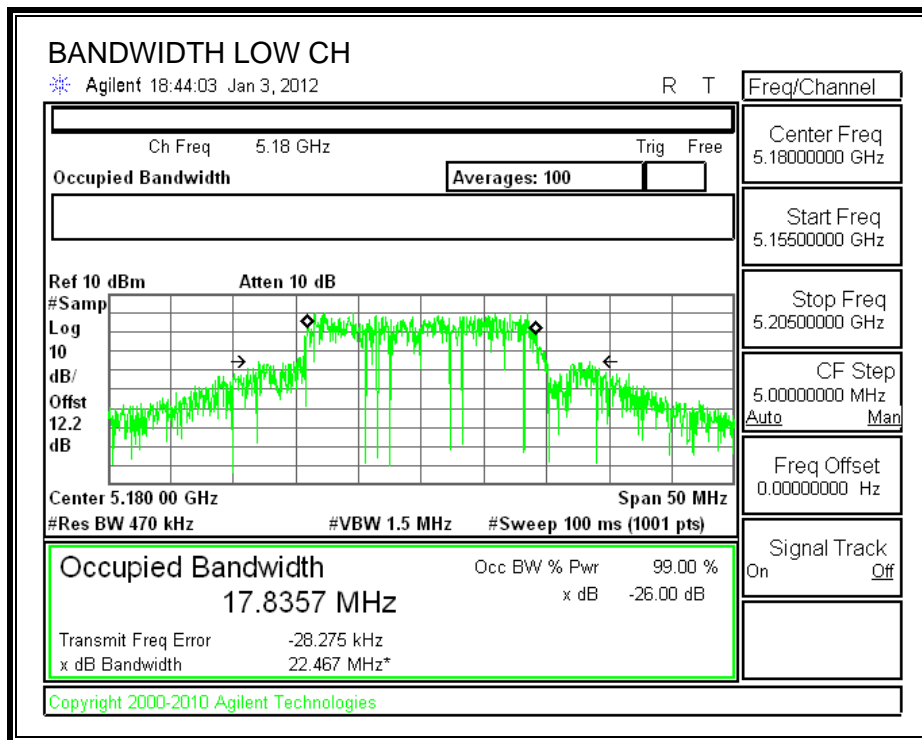 BANDWIDTH LOW CH
Agilent 18:44:03 Jan 3, 2012 R T
Ch Freq 5.18 GHz Trig Free
Occupied Bandwidth Averages: 100
Ref 10 dBm Atten 10 dB
#Samp
Log
10
dB/
Offst
12.2
dB
Center 5.180 00 GHz Span 50 MHz
#Res BW 470 kHz #VBW 1.5 MHz #Sweep 100 ms (1001 pts)
Occupied Bandwidth Occ BW % Pwr 99.00 %
17.8357 MHz x dB -26.00 dB
Transmit Freq Error -28.275 kHz
x dB Bandwidth 22.467 MHz*
Copyright 2000-2010 Agilent Technologies
Freq/Channel
Center Freq
5.18000000 GHz
Start Freq
5.15500000 GHz
Stop Freq
5.20500000 GHz
CF Step
5.00000000 MHz
Auto Man
Freq Offset
0.00000000 Hz
Signal Track
On Off